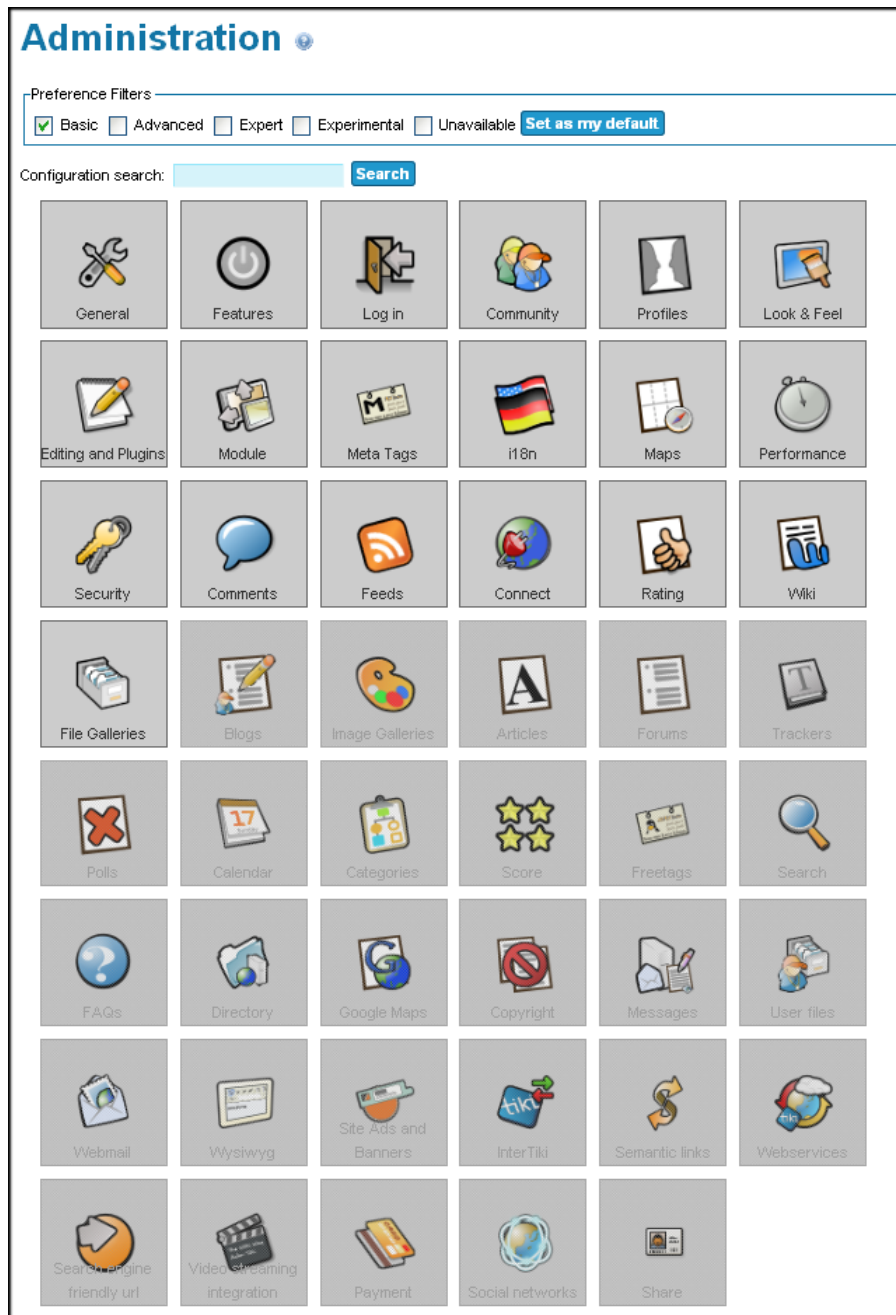 Administration
Preference Filters
Basic Advanced Expert Experimental Unavailable Set as my default
Configuration search: Search
General Features Log in Community Profiles Look & Feel
Editing and Plugins Module Meta Tags i18n Maps Performance
Security Comments Feeds Connect Rating Wiki
File Galleries Blogs Image Galleries Articles Forums Trackers
17
Polls Calendar Categories Score Freetags Search
FAQs Directory Google Maps Copyright Messages User files
tiki
tiki
Webmail Wysiwyg Site Ads and Banners InterTiki Semantic links Webservices
Search engine friendly url Video streaming integration Payment Social networks Share